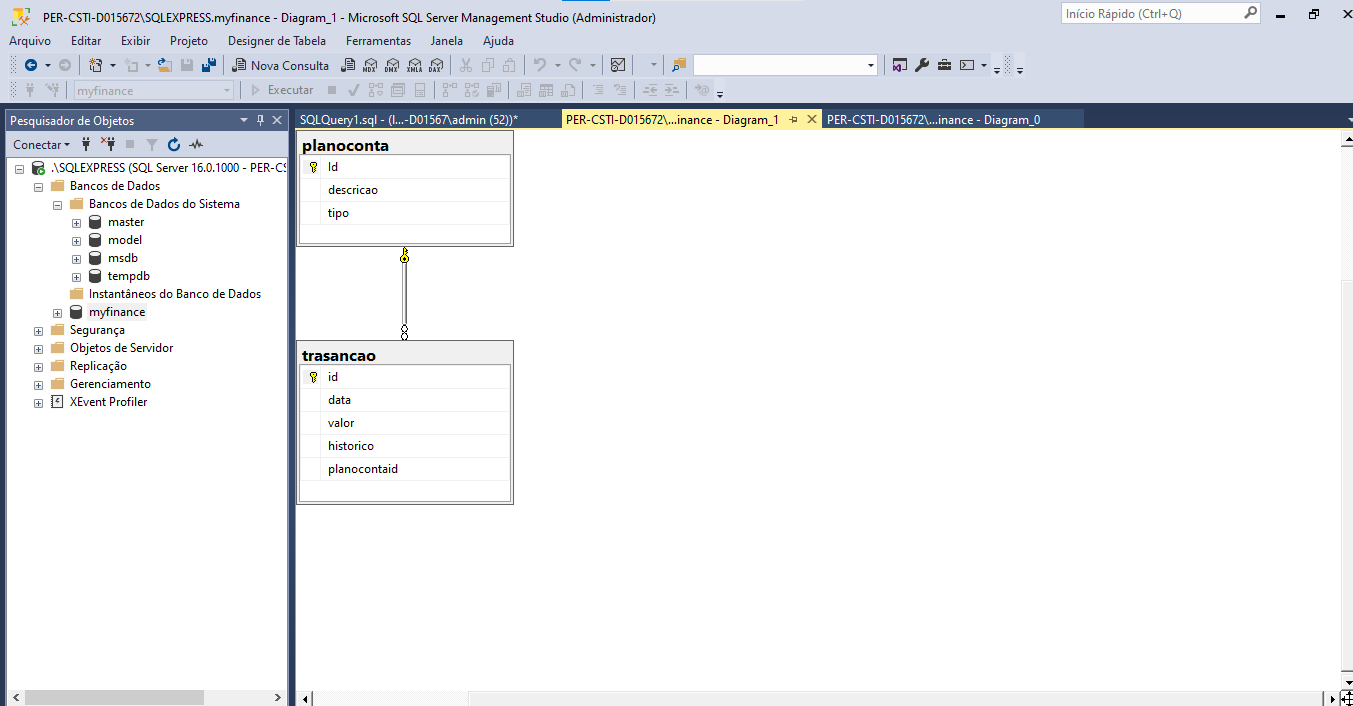 PER-CSTI-D015672\SQLEXPRESS.myfinance - Diagram_1 - Microsoft SQL Server Management Studio (Administrador)
Início Rápido (Ctrl+Q)
Arquivo Editar Exibir Projeto Designer de Tabela Ferramentas Janela Ajuda
Nova Consulta MDX DMX XMLA DAX
myfinance Executar
Pesquisador de Objetos
Conectar
.\SQLEXPRESS (SQL Server 16.0.1000 - PER-CS
Bancos de Dados
Bancos de Dados do Sistema
master
model
msdb
tempdb
Instantâneos do Banco de Dados
myfinance
Segurança
Objetos de Servidor
Replicação
Gerenciamento
XEvent Profiler
SQLQuery1.sql - (l...-D01567\admin (52))* PER-CSTI-D015672\...inance - Diagram_1 PER-CSTI-D015672\...inance - Diagram_0
planoconta
Id
descricao
tipo
trasancao
id
data
valor
historico
planocontaid